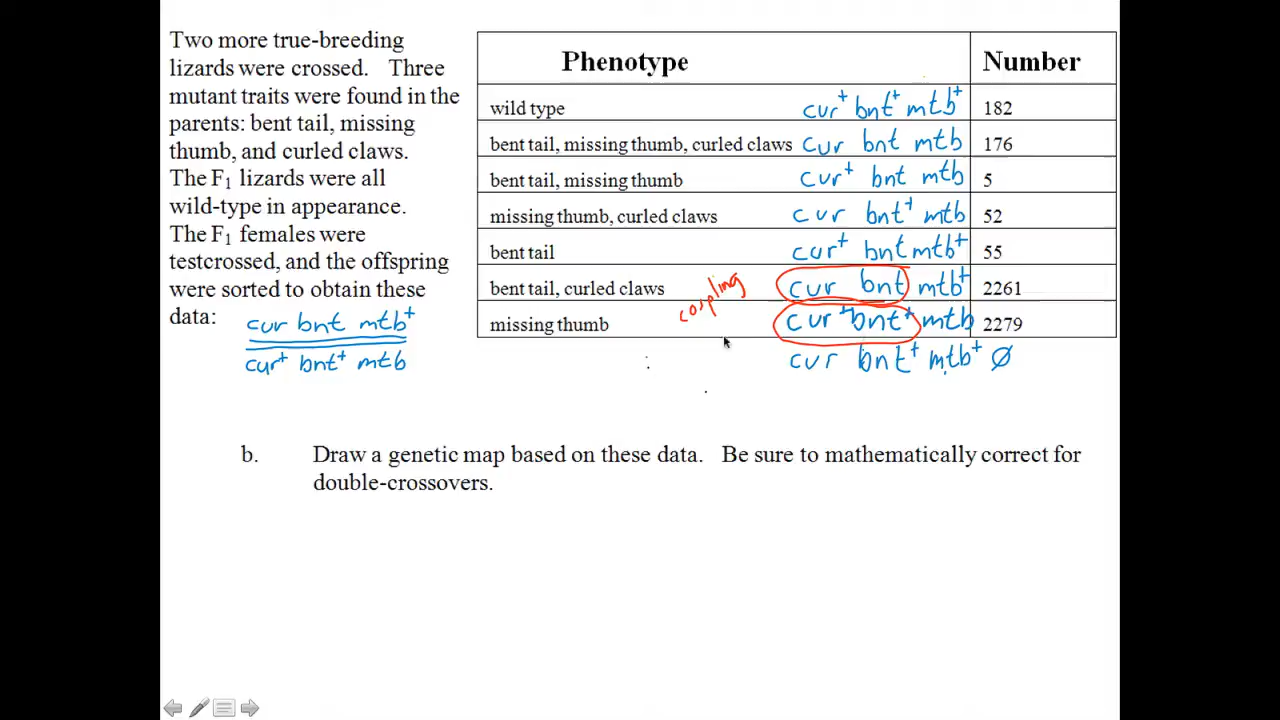 Two more true-breeding
lizards were crossed. Three
mutant traits were found in the
parents: bent tail, missing
thumb, and curled claws.
The F₁ lizards were all
wild-type in appearance.
The F₁ females were
testcrossed, and the offspring
were sorted to obtain these
data:
cur bnt mtb⁺
cur⁺ bnt⁺ mtb
Phenotype Number
wild type cur⁺ bnt⁺ mtb⁺ 182
bent tail, missing thumb, curled claws cur bnt mtb 176
bent tail, missing thumb cur⁺ bnt mtb 5
missing thumb, curled claws cur bnt⁺ mtb 52
bent tail cur⁺ bnt mtb⁺ 55
bent tail, curled claws coupling cur bnt mtb⁺ 2261
missing thumb cur⁺ bnt⁺ mtb 2279
cur bnt⁺ mtb⁺ Ø
b. Draw a genetic map based on these data. Be sure to mathematically correct for
double-crossovers.